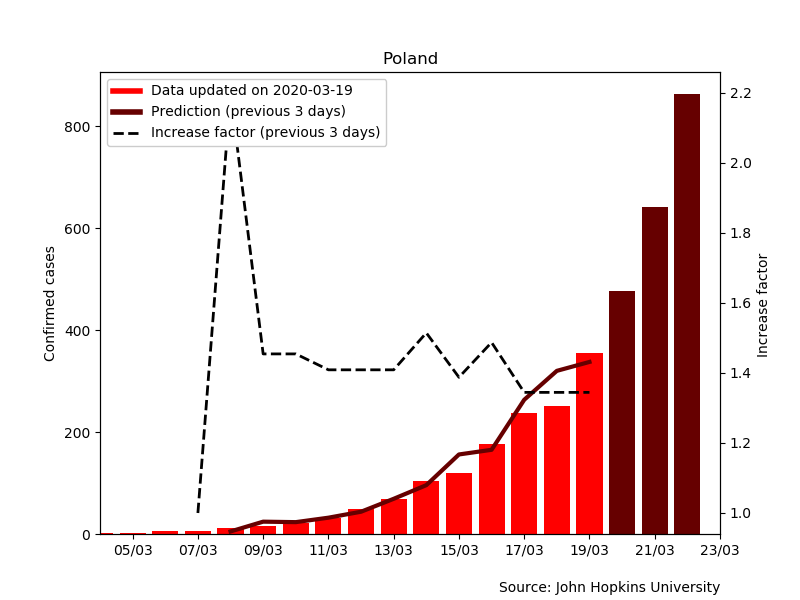 Poland
Data updated on 2020-03-19
Prediction (previous 3 days)
Increase factor (previous 3 days)
Confirmed cases
800
600
400
200
0
2.2
2.0
1.8
1.6
1.4
1.2
1.0
Increase factor
05/03 07/03 09/03 11/03 13/03 15/03 17/03 19/03 21/03 23/03
Source: John Hopkins University